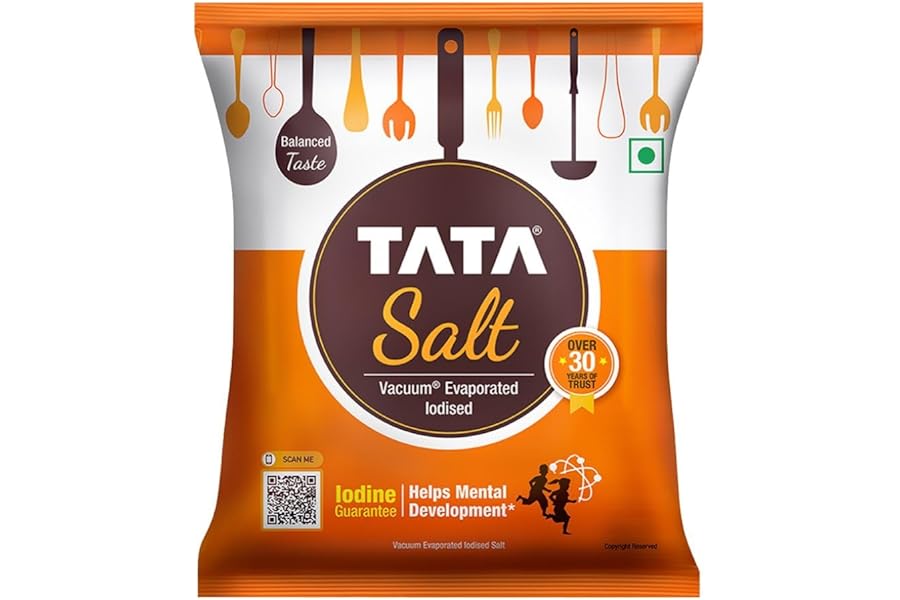 Balanced
Taste
TATA®
Salt
Vacuum® Evaporated
Iodised
OVER
30
YEARS OF
TRUST
SCAN ME
Iodine
Guarantee
Helps Mental
Development*
Vacuum Evaporated Iodised Salt
Copyright Reserved